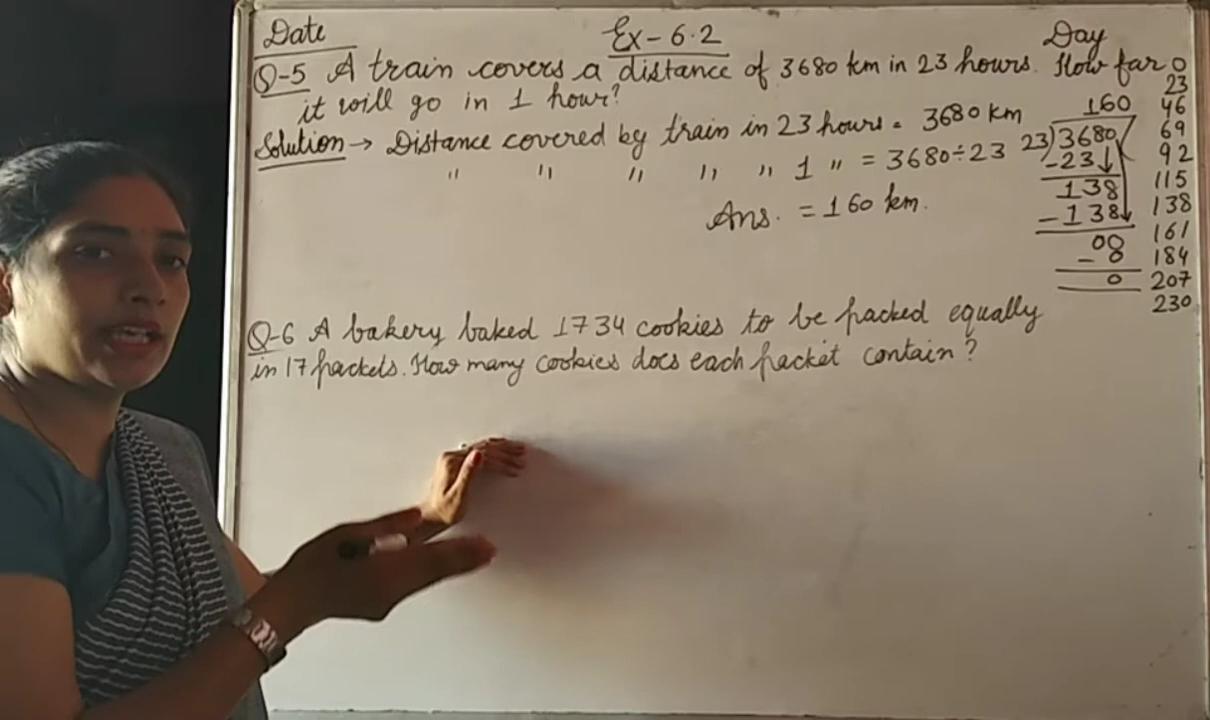 Date
Ex-6.2
Day
Q-5 A train covers a distance of 3680 km in 23 hours. How far
it will go in 1 hour?
Solution → Distance covered by train in 23 hours = 3680 km
" " " " " 1 " = 3680÷23
Ans. = 160 km.
160
23)3680
-23↓
138
-138↓
00
-0
0
0
23
46
69
92
115
138
161
184
207
230
Q-6 A bakery baked 1734 cookies to be packed equally
in 17 packets. How many cookies does each packet contain?